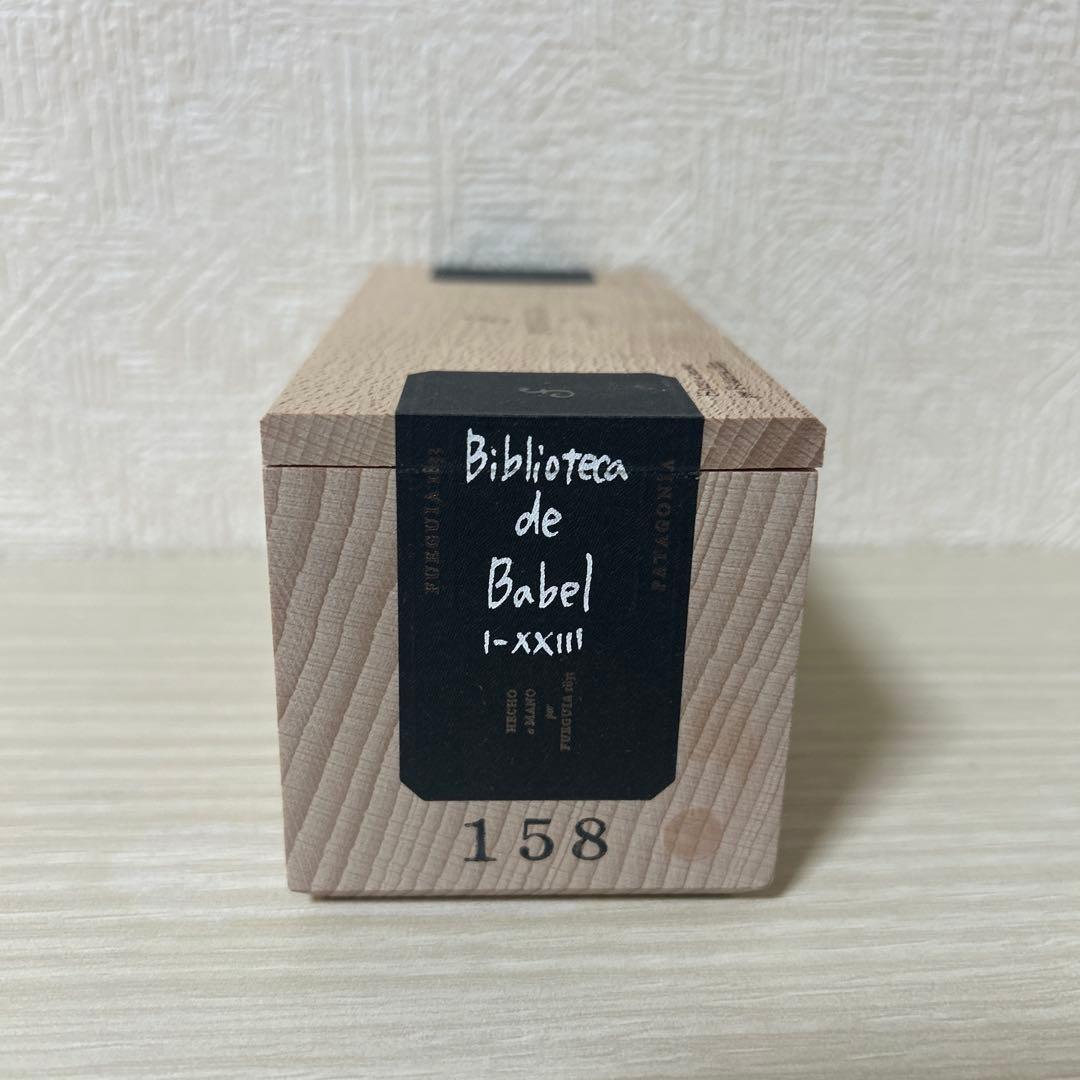 Biblioteca
de
Babel
I-XXIII
FUEGUIA 1833
PATAGONIA
HECHO
a MANO
por
FUEGUIA 1833
158